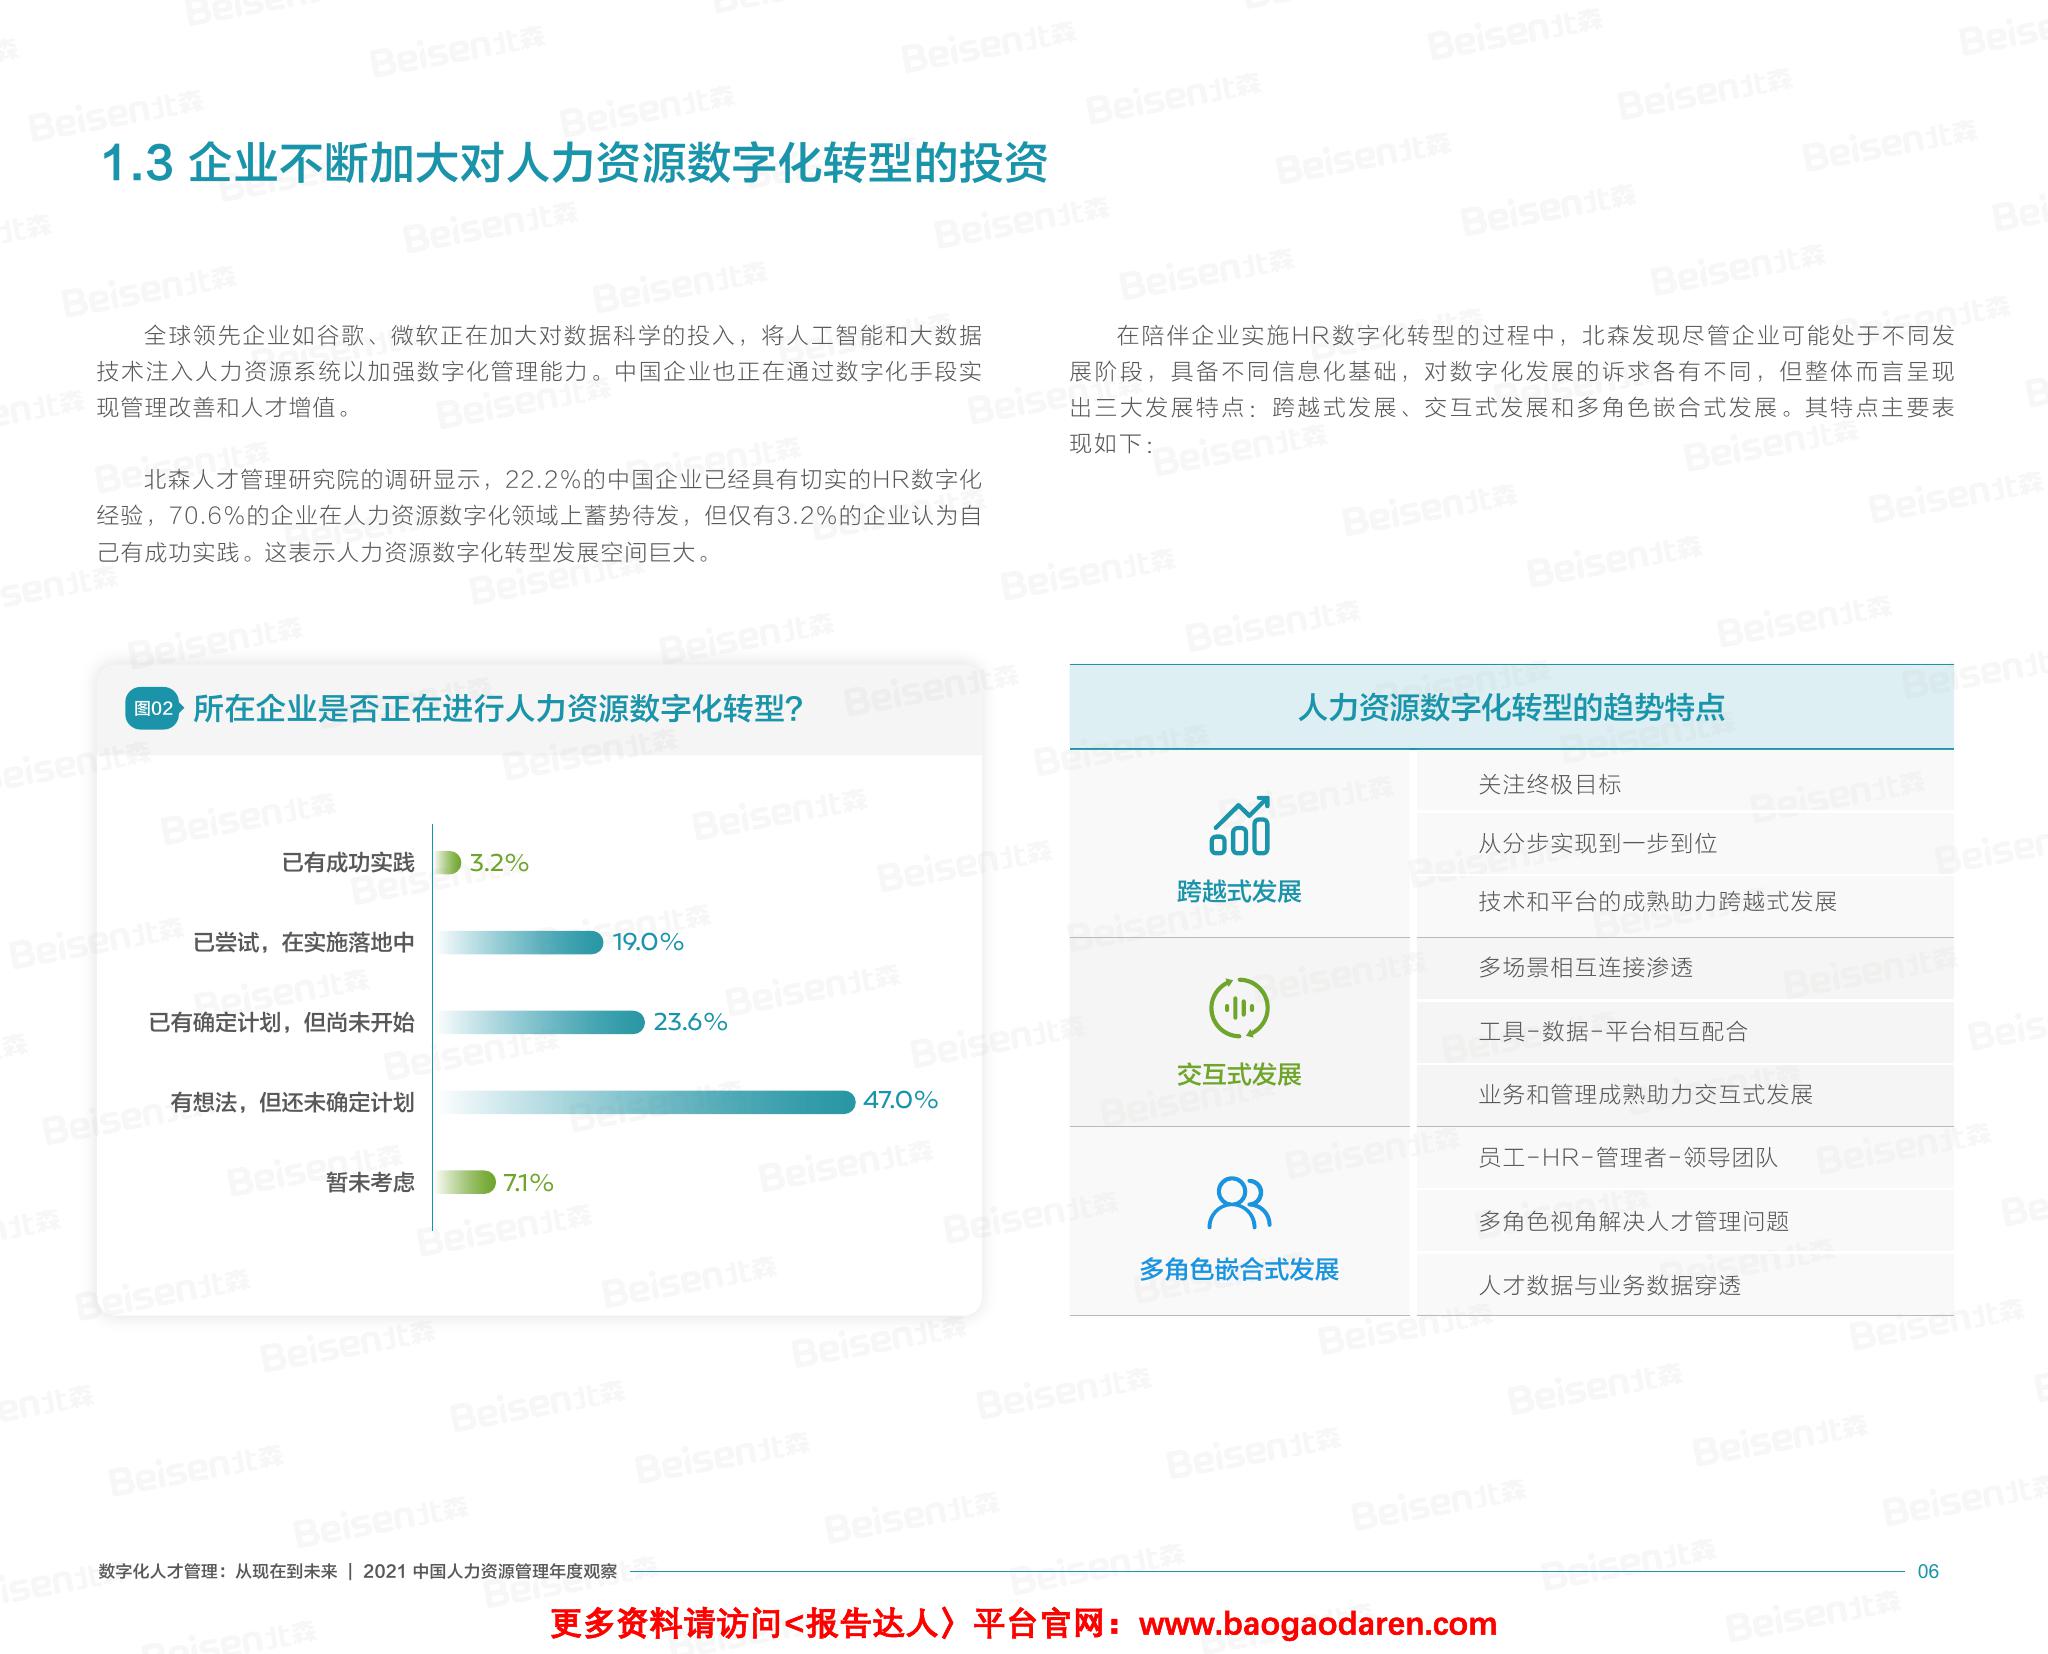 1.3 企业不断加大对人力资源数字化转型的投资
全球领先企业如谷歌、微软正在加大对数据科学的投入，将人工智能和大数据
技术注入人力资源系统以加强数字化管理能力。中国企业也正在通过数字化手段实
现管理改善和人才增值。
北森人才管理研究院的调研显示，22.2%的中国企业已经具有切实的HR数字化
经验，70.6%的企业在人力资源数字化领域上蓄势待发，但仅有3.2%的企业认为自
己有成功实践。这表示人力资源数字化转型发展空间巨大。
在陪伴企业实施HR数字化转型的过程中，北森发现尽管企业可能处于不同发
展阶段，具备不同信息化基础，对数字化发展的诉求各有不同，但整体而言呈现
出三大发展特点：跨越式发展、交互式发展和多角色嵌合式发展。其特点主要表
现如下：
图02 所在企业是否正在进行人力资源数字化转型?
已有成功实践 3.2%
已尝试，在实施落地中 19.0%
已有确定计划，但尚未开始 23.6%
有想法，但还未确定计划 47.0%
暂未考虑 7.1%
人力资源数字化转型的趋势特点
跨越式发展
关注终极目标
从分步实现到一步到位
技术和平台的成熟助力跨越式发展
交互式发展
多场景相互连接渗透
工具-数据-平台相互配合
业务和管理成熟助力交互式发展
多角色嵌合式发展
员工-HR-管理者-领导团队
多角色视角解决人才管理问题
人才数据与业务数据穿透
数字化人才管理：从现在到未来 | 2021 中国人力资源管理年度观察
06
更多资料请访问<报告达人〉平台官网：www.baogaodaren.com
Beisen北森